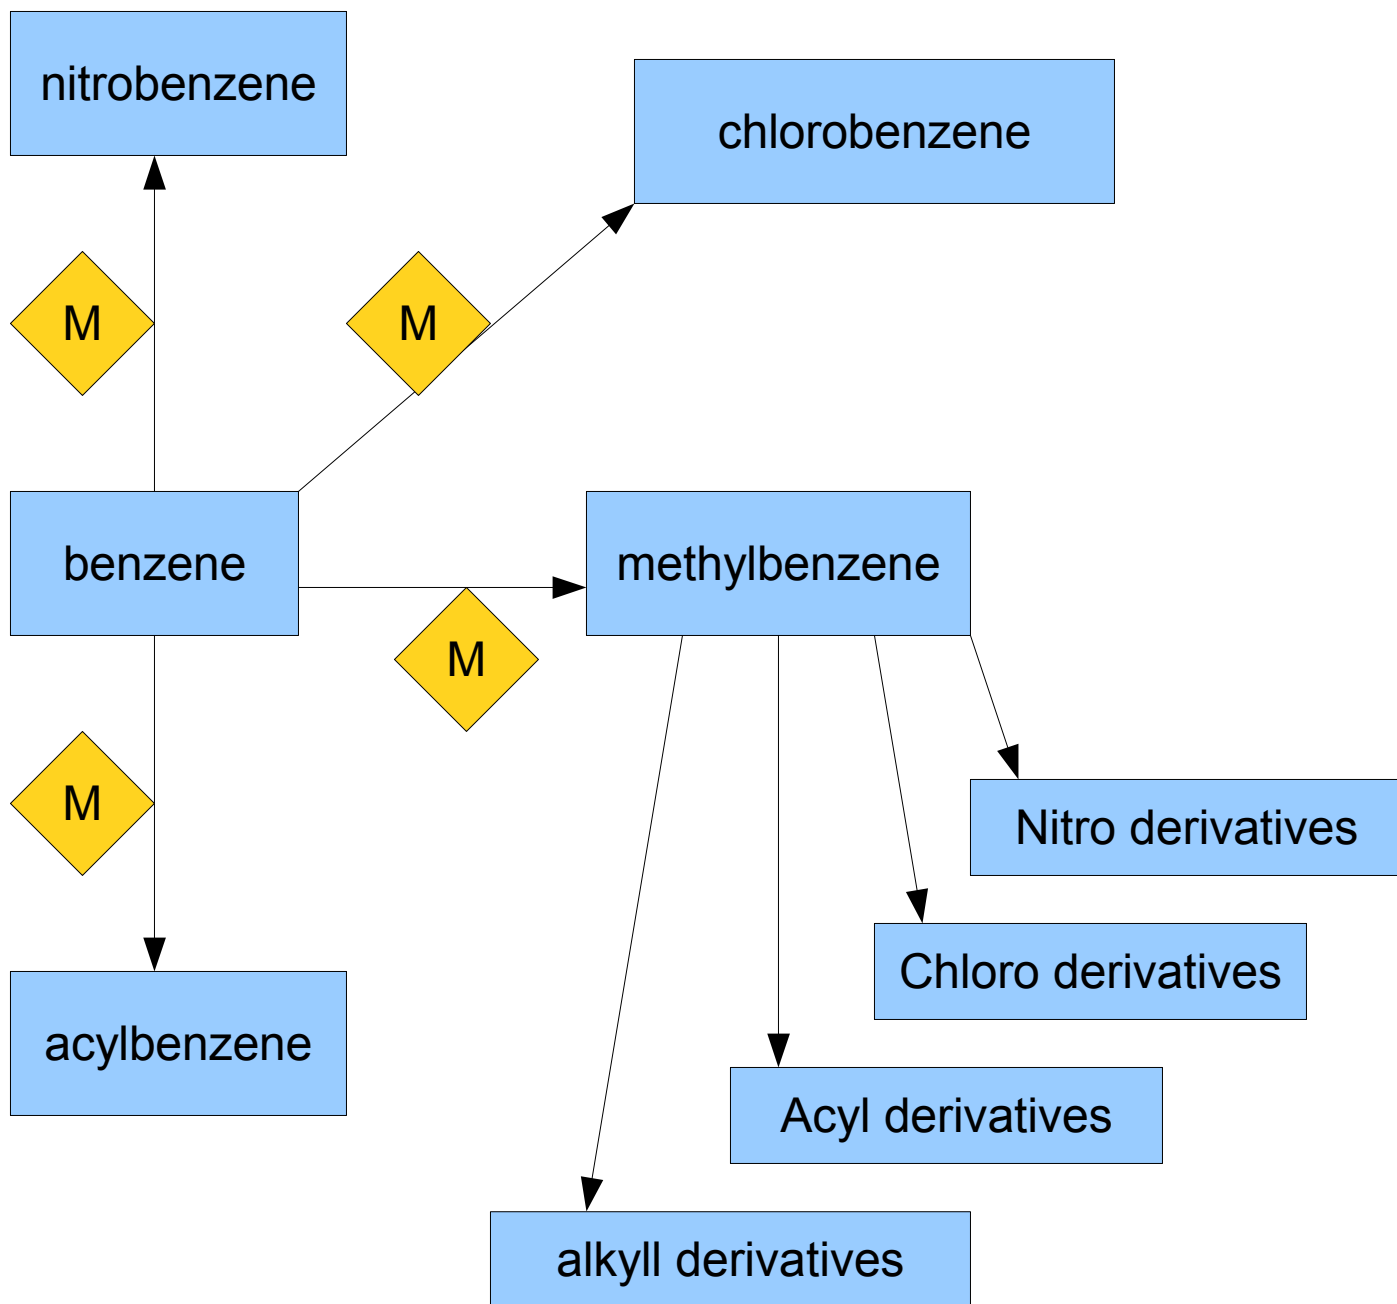 nitrobenzene
chlorobenzene
M
M
benzene
methylbenzene
M
M
Nitro derivatives
Chloro derivatives
acylbenzene
Acyl derivatives
alkyll derivatives